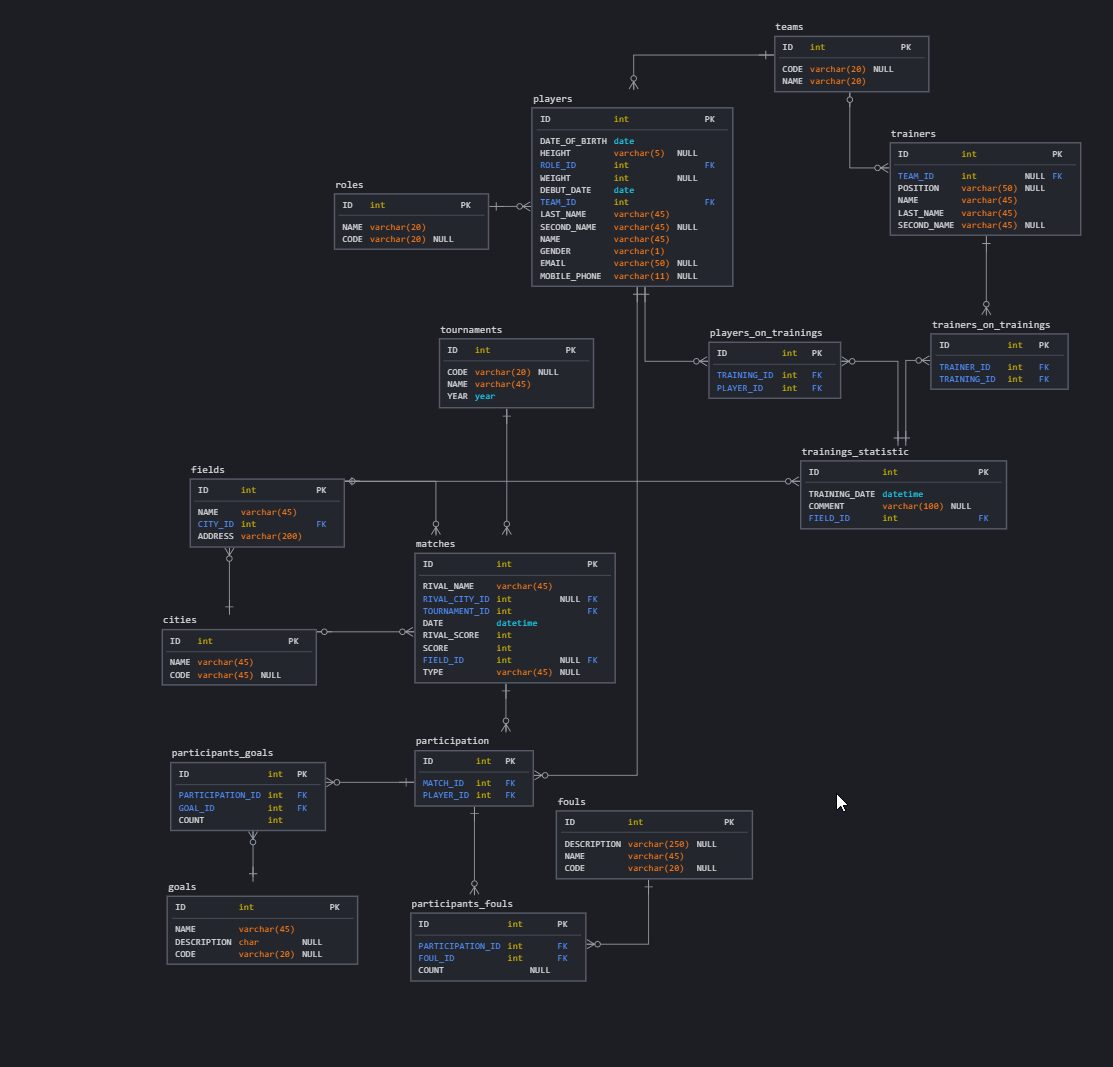 teams
ID int PK
CODE varchar(20) NULL
NAME varchar(20)
players
ID int PK
DATE_OF_BIRTH date
HEIGHT varchar(5) NULL
ROLE_ID int FK
WEIGHT int NULL
DEBUT_DATE date
TEAM_ID int FK
LAST_NAME varchar(45)
SECOND_NAME varchar(45) NULL
NAME varchar(45)
GENDER varchar(1)
EMAIL varchar(50) NULL
MOBILE_PHONE varchar(11) NULL
trainers
ID int PK
TEAM_ID int NULL FK
POSITION varchar(50) NULL
NAME varchar(45)
LAST_NAME varchar(45)
SECOND_NAME varchar(45) NULL
roles
ID int PK
NAME varchar(20)
CODE varchar(20) NULL
tournaments
ID int PK
CODE varchar(20) NULL
NAME varchar(45)
YEAR year
players_on_trainings
ID int PK
TRAINING_ID int FK
PLAYER_ID int FK
trainers_on_trainings
ID int PK
TRAINER_ID int FK
TRAINING_ID int FK
trainings_statistic
ID int PK
TRAINING_DATE datetime
COMMENT varchar(100) NULL
FIELD_ID int FK
fields
ID int PK
NAME varchar(45)
CITY_ID int FK
ADDRESS varchar(200)
matches
ID int PK
RIVAL_NAME varchar(45)
RIVAL_CITY_ID int NULL FK
TOURNAMENT_ID int FK
DATE datetime
RIVAL_SCORE int
SCORE int
FIELD_ID int NULL FK
TYPE varchar(45) NULL
cities
ID int PK
NAME varchar(45)
CODE varchar(45) NULL
participation
ID int PK
MATCH_ID int FK
PLAYER_ID int FK
participants_goals
ID int PK
PARTICIPATION_ID int FK
GOAL_ID int FK
COUNT int
fouls
ID int PK
DESCRIPTION varchar(250) NULL
NAME varchar(45)
CODE varchar(20) NULL
goals
ID int PK
NAME varchar(45)
DESCRIPTION char NULL
CODE varchar(20) NULL
participants_fouls
ID int PK
PARTICIPATION_ID int FK
FOUL_ID int FK
COUNT NULL